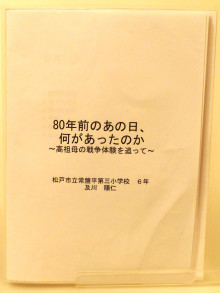 80年前のあの日、
何があったのか
～高祖母の戦争体験を追って～
松戸市立常盤平第三小学校　６年
及川　陽仁